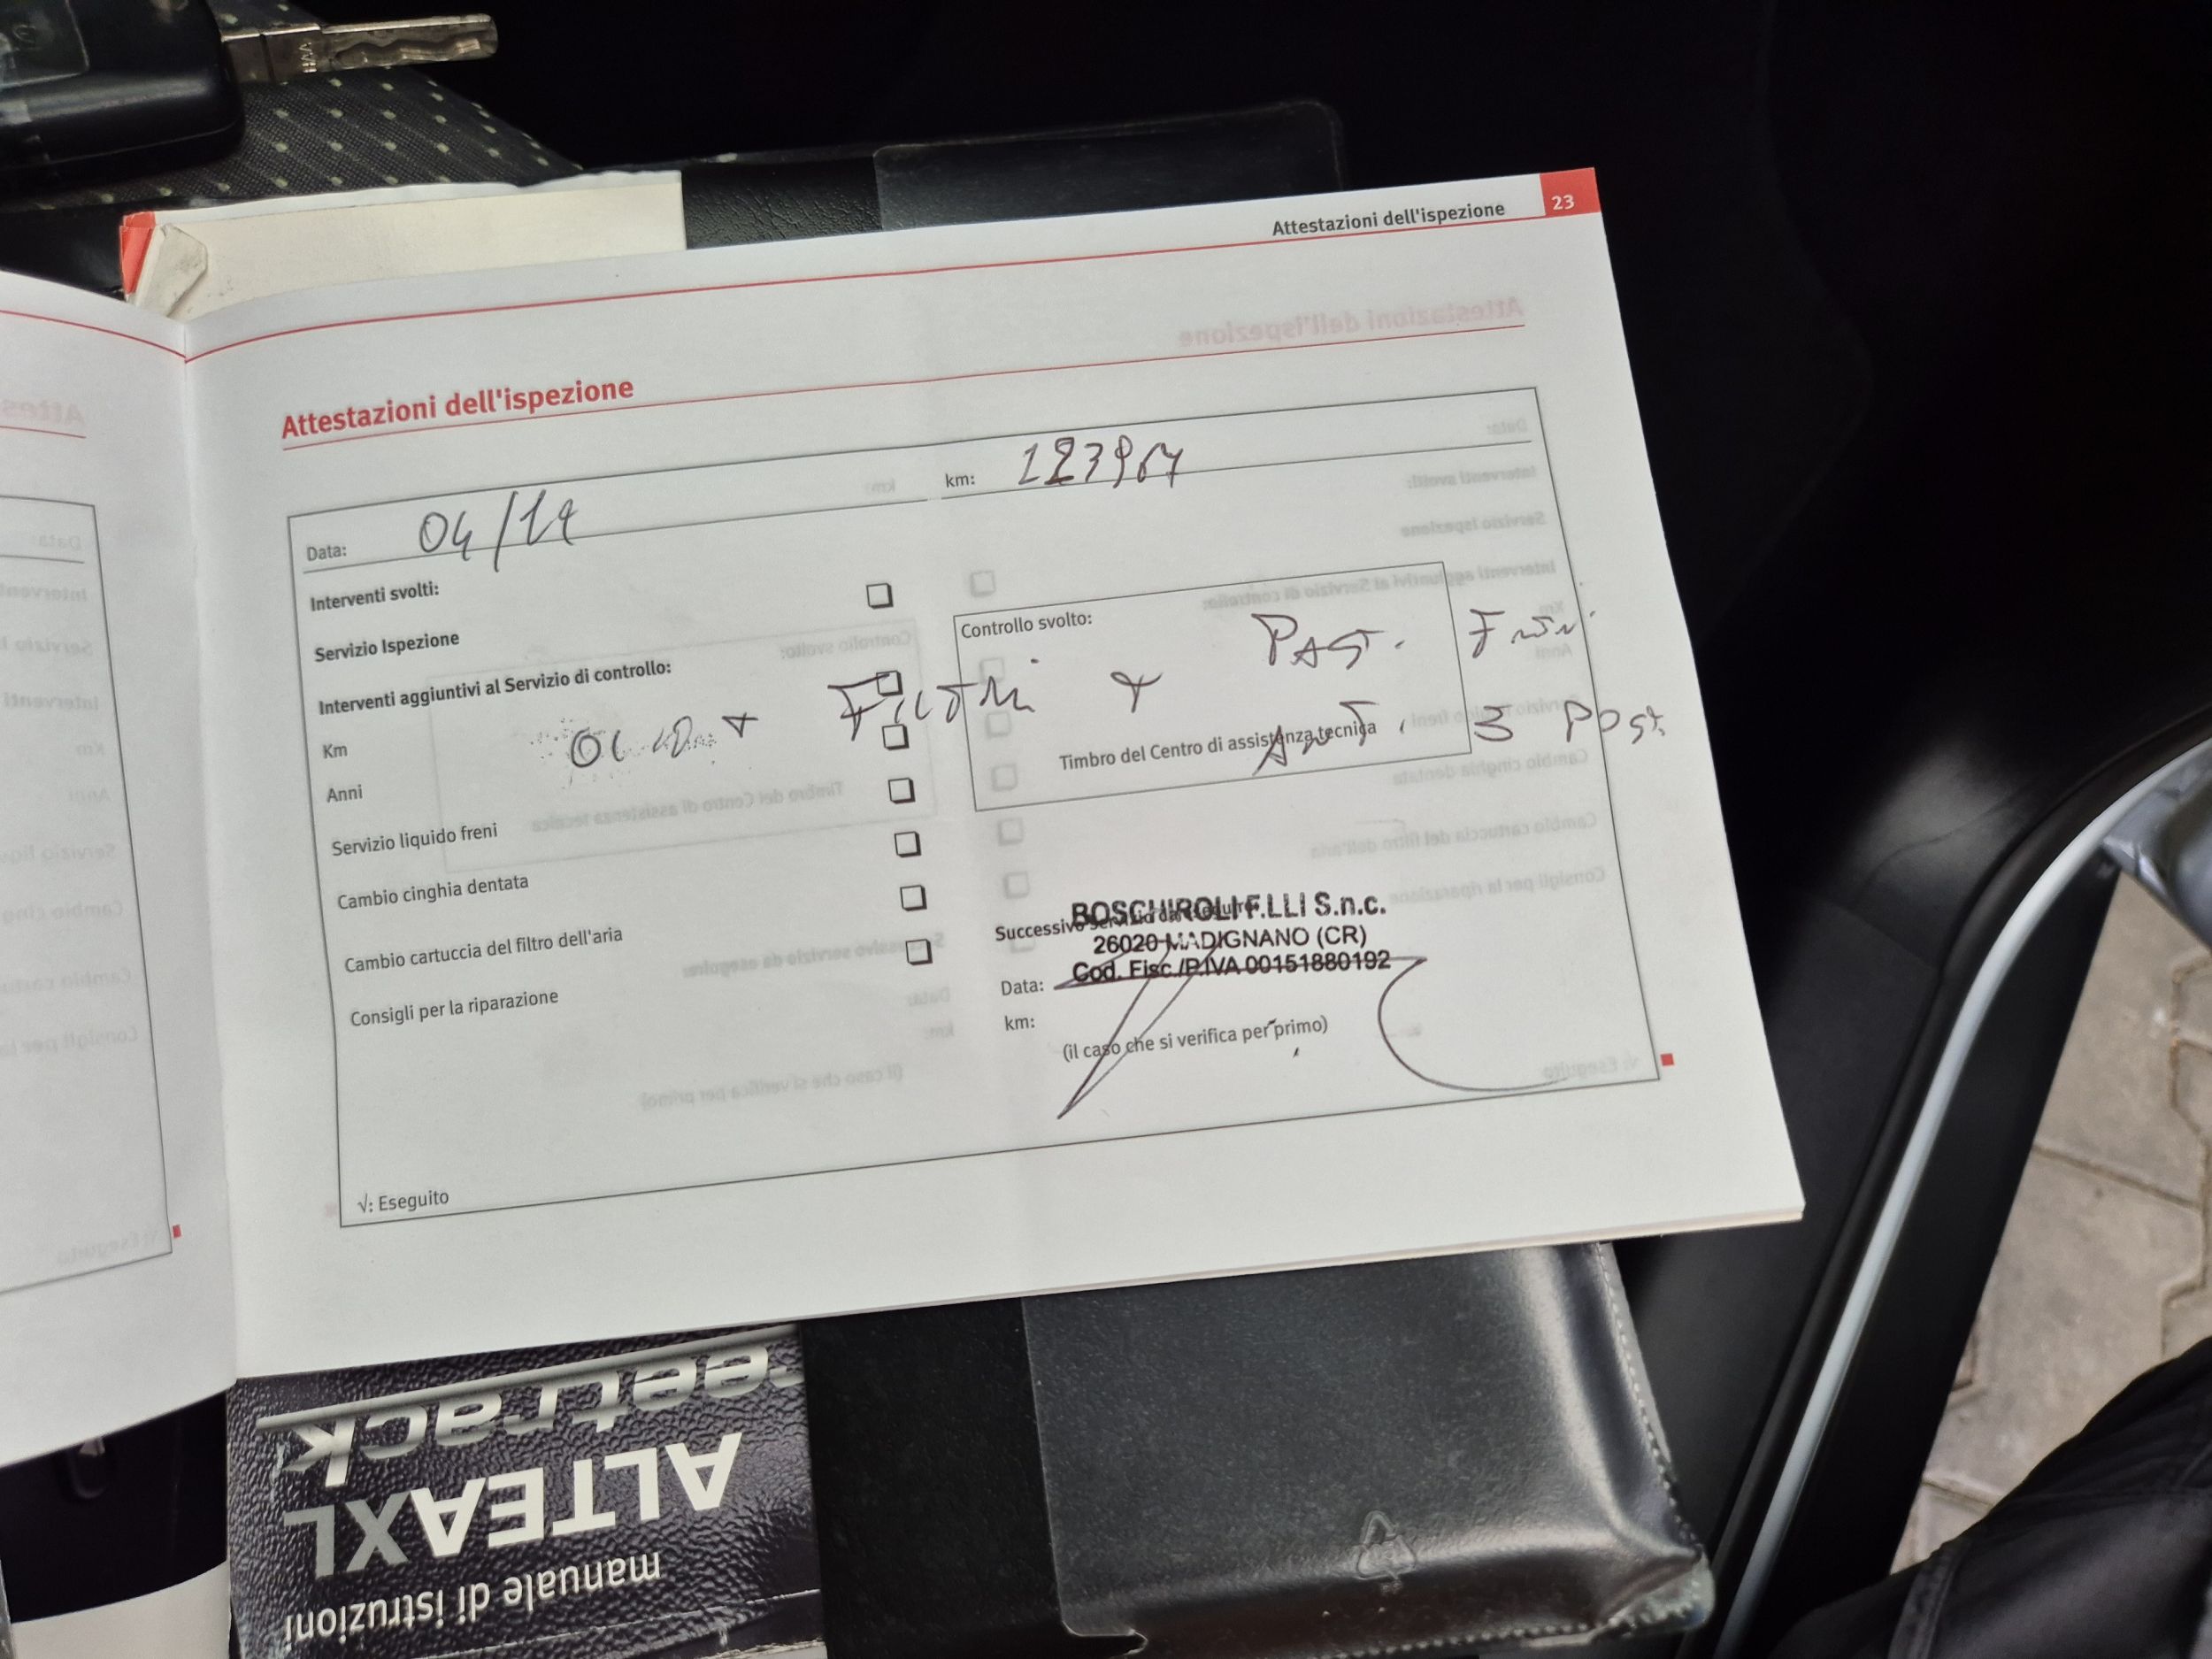 Attestazioni dell'ispezione 23
Attestazioni dell'ispezione
Data: 04/14
km: 123967
Interventi svolti:
Servizio Ispezione
Interventi aggiuntivi al Servizio di controllo:
Km
Anni
Servizio liquido freni
Cambio cinghia dentata
Cambio cartuccia del filtro dell'aria
Consigli per la riparazione
√: Eseguito
+ Filtri + Past. Freni
Ant. Post.
Controllo svolto:
Timbro del Centro di assistenza tecnica
BOSCHIROLI F.LLI S.n.c.
Successivo servizio da eseguire:
26020 MADIGNANO (CR)
Cod. Fisc./P.IVA 00151880192
Data:
km:
(il caso che si verifica per primo)
manuale di istruzioni
ALTEAXL